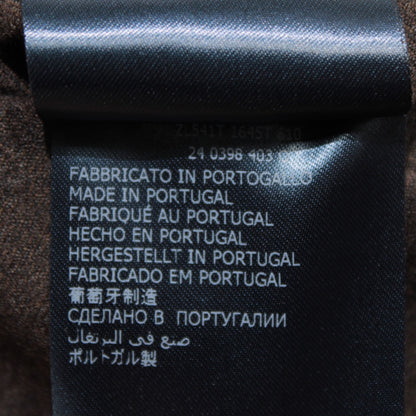 24 0398 403
FABBRICATO IN PORTOGALLO
MADE IN PORTUGAL
FABRIQUÉ AU PORTUGAL
HECHO EN PORTUGAL
HERGESTELLT IN PORTUGAL
FABRICADO EM PORTUGAL
葡萄牙制造
СДЕЛАНО В ПОРТУГАЛИИ
صنع في البرتغال
ポルトガル製